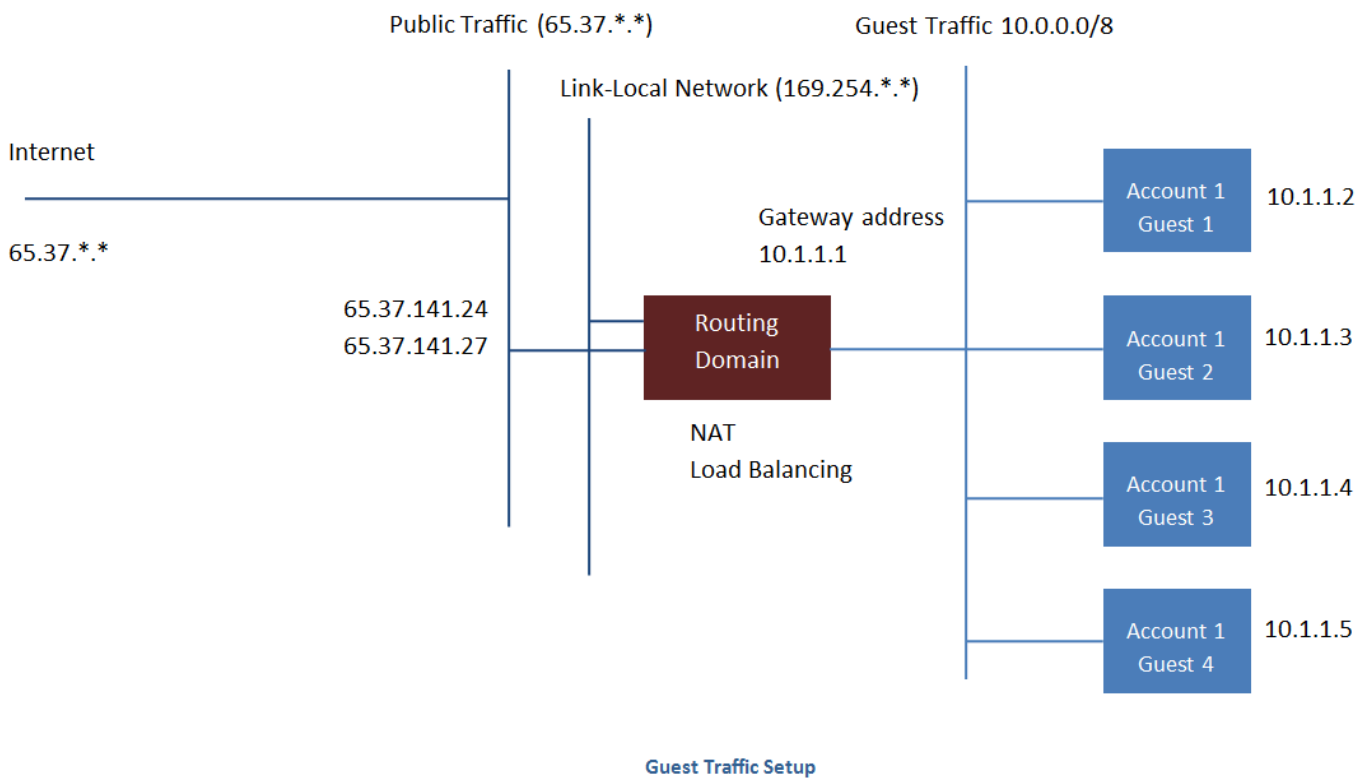 Public Traffic (65.37.*.*)
Guest Traffic 10.0.0.0/8
Link-Local Network (169.254.*.*)
Internet
65.37.*.*
Gateway address
10.1.1.1
65.37.141.24
65.37.141.27
Routing
Domain
NAT
Load Balancing
Account 1
Guest 1
10.1.1.2
Account 1
Guest 2
10.1.1.3
Account 1
Guest 3
10.1.1.4
Account 1
Guest 4
10.1.1.5
Guest Traffic Setup